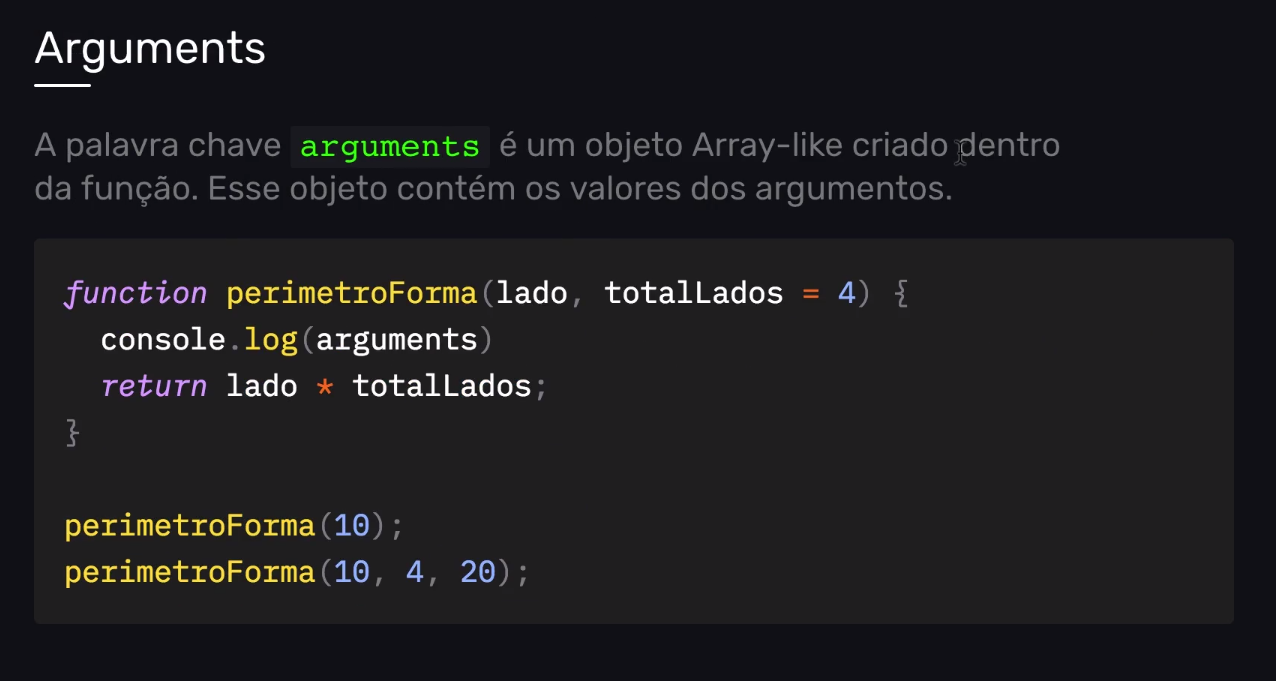 Arguments
A palavra chave arguments é um objeto Array-like criado dentro
da função. Esse objeto contém os valores dos argumentos.
function perimetroForma(lado, totalLados = 4) {
  console.log(arguments)
  return lado * totalLados;
}
perimetroForma(10);
perimetroForma(10, 4, 20);